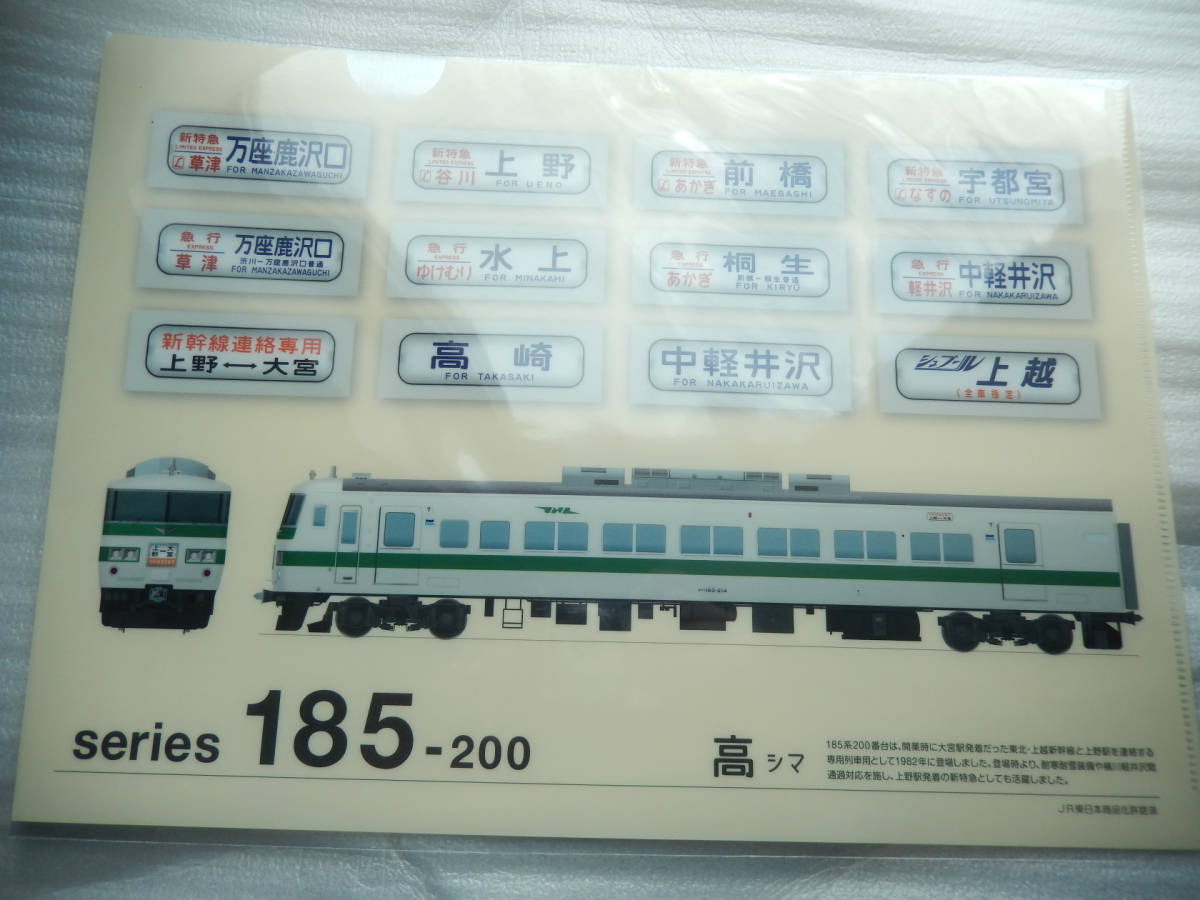 新特急 万座鹿沢口
LIMITED EXPRESS
草津 FOR MANZAKAZAWAGUCHI
新特急 上野
LIMITED EXPRESS
谷川 FOR UENO
新特急 前橋
LIMITED EXPRESS
あかぎ FOR MAEBASHI
新特急 宇都宮
LIMITED EXPRESS
なすの FOR UTSUNOMIYA
急行 万座鹿沢口
EXPRESS 渋川ー万座鹿沢口普通
草津 FOR MANZAKAZAWAGUCHI
急行 水上
EXPRESS
ゆけむり FOR MINAKAMI
急行 桐生
EXPRESS 前橋ー桐生普通
あかぎ FOR KIRYŪ
急行 中軽井沢
EXPRESS
軽井沢 FOR NAKAKARUIZAWA
新幹線連絡専用
上野↔大宮
高崎
FOR TAKASAKI
中軽井沢
FOR NAKAKARUIZAWA
シュプール 上越
(全車指定)
series 185-200
高シマ
185系200番台は、開業時に大宮駅発着だった東北・上越新幹線と上野駅を連絡する
専用列車用として1982年に登場しました。登場時より、耐寒耐雪装備や横川軽井沢間
通過対応を施し、上野駅発着の新特急としても活躍しました。
JR東日本商品化許諾済